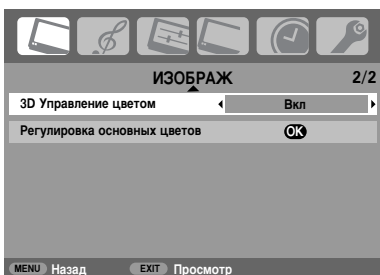 ИЗОБРАЖ 2/2
3D Управление цветом Вкл
Регулировка основных цветов OK
MENU Назад EXIT Просмотр